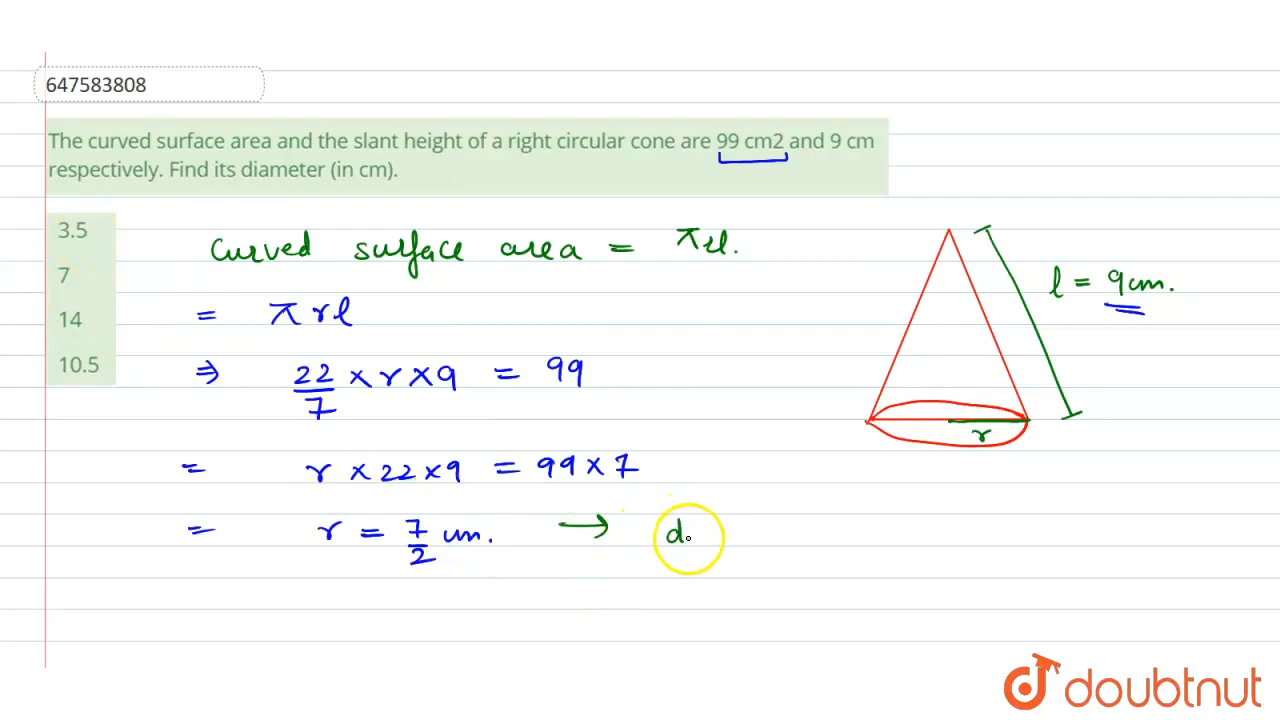 647583808
The curved surface area and the slant height of a right circular cone are 99 cm2 and 9 cm
respectively. Find its diameter (in cm).
3.5
7
14
10.5
Curved surface area = πrl.
= πrl
⇒ 22/7 × r × 9 = 99
= r × 22 × 9 = 99 × 7
= r = 7/2 cm. → d.
l = 9cm.
r
doubtnut